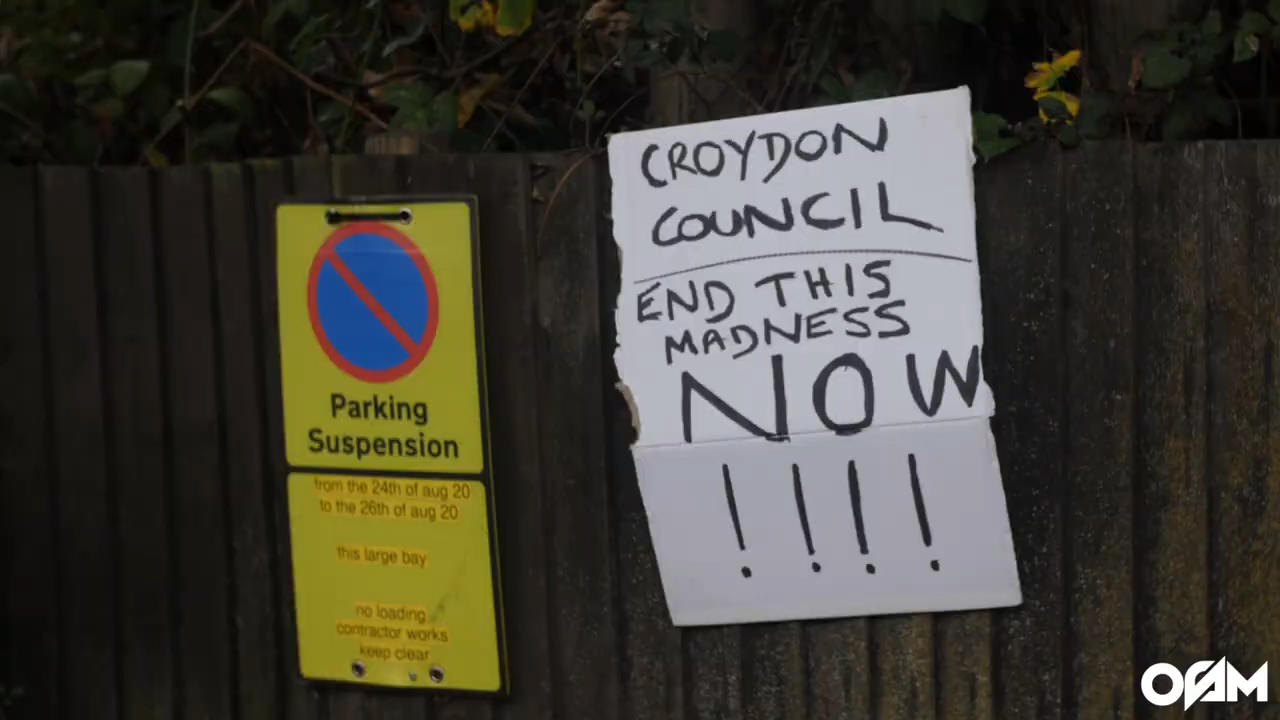 Parking
Suspension
from the 24th of aug 20
to the 26th of aug 20
this large bay
no loading
contractor works
keep clear
CROYDON
COUNCIL
END THIS
MADNESS
NOW
! ! ! !